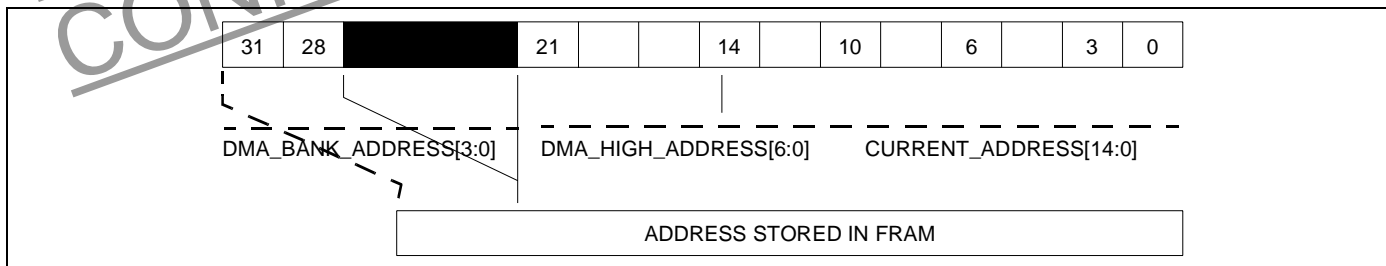 31 28 21 14 10 6 3 0
DMA_BANK_ADDRESS[3:0] DMA_HIGH_ADDRESS[6:0] CURRENT_ADDRESS[14:0]
ADDRESS STORED IN FRAM